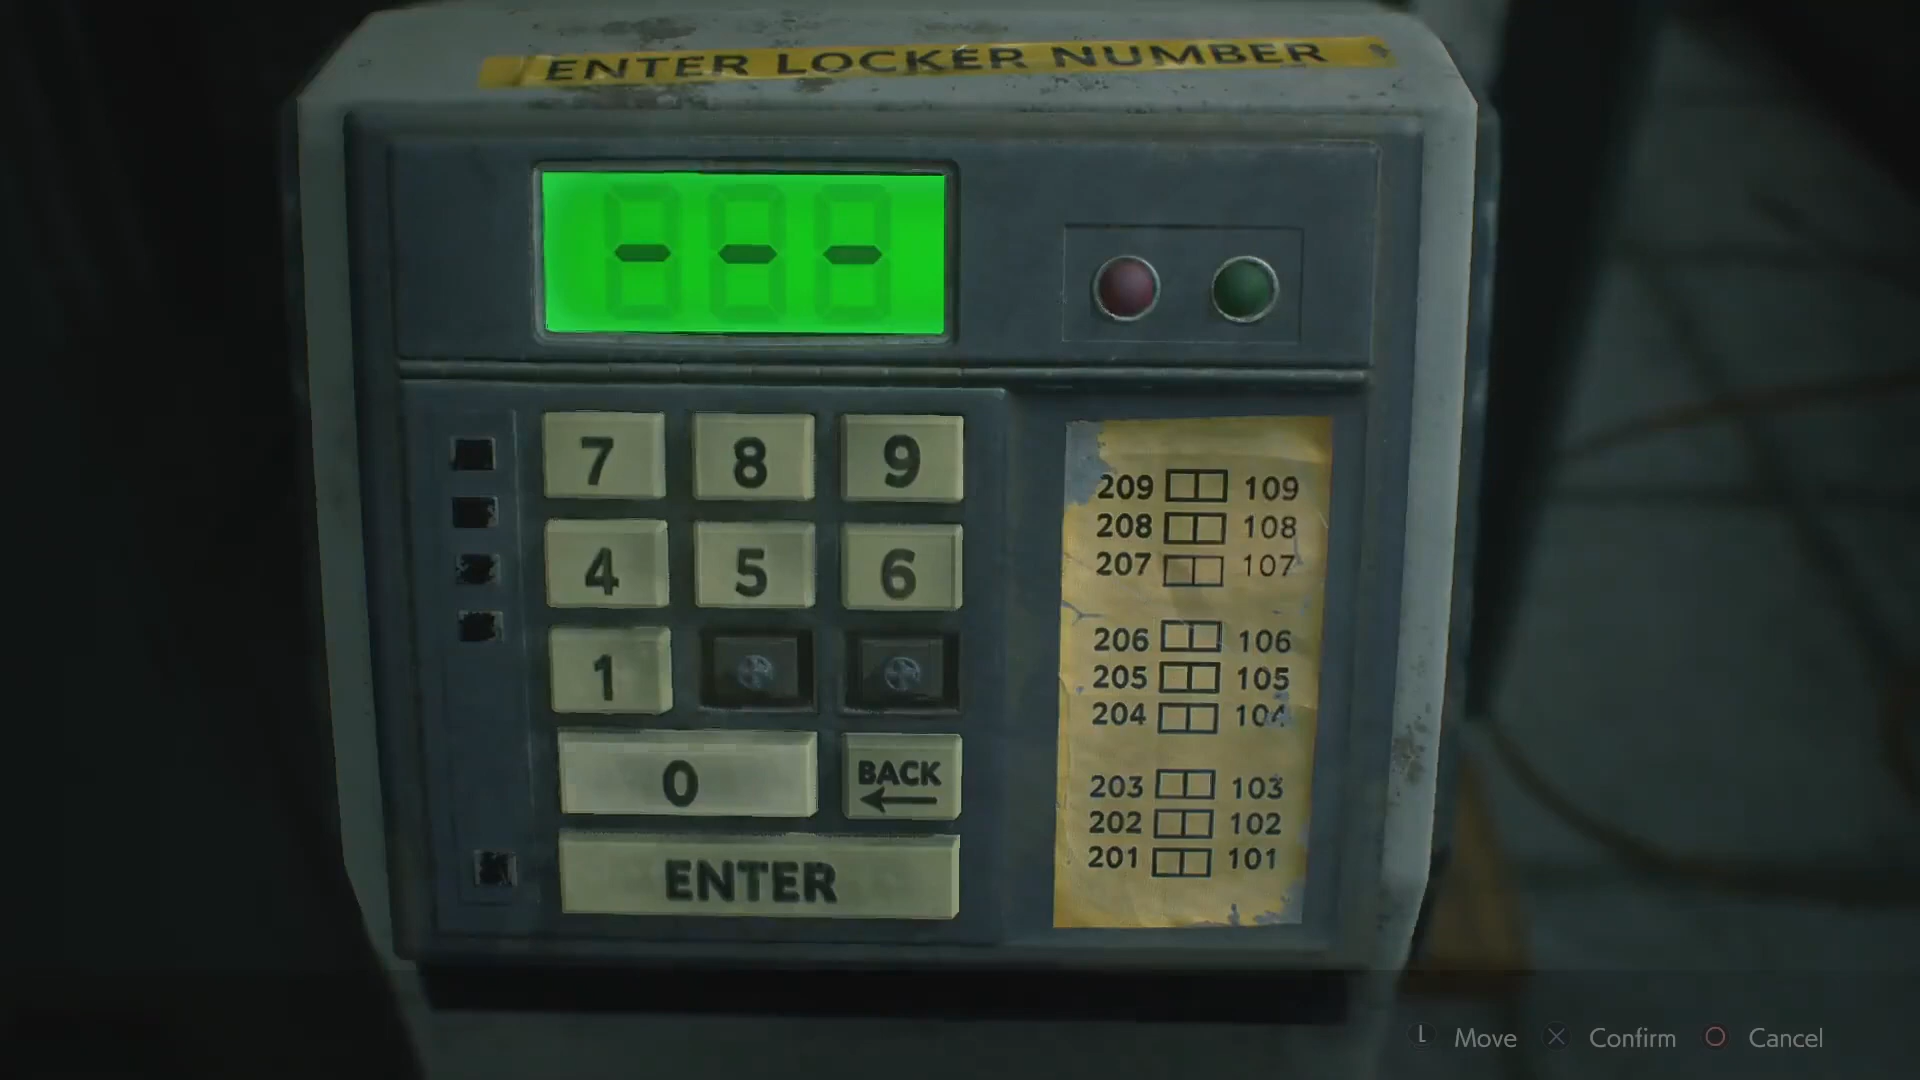 ENTER LOCKER NUMBER
- - -
7 8 9
4 5 6
1
0 BACK
ENTER
209 109
208 108
207 107
206 106
205 105
204 104
203 103
202 102
201 101
L Move X Confirm O Cancel